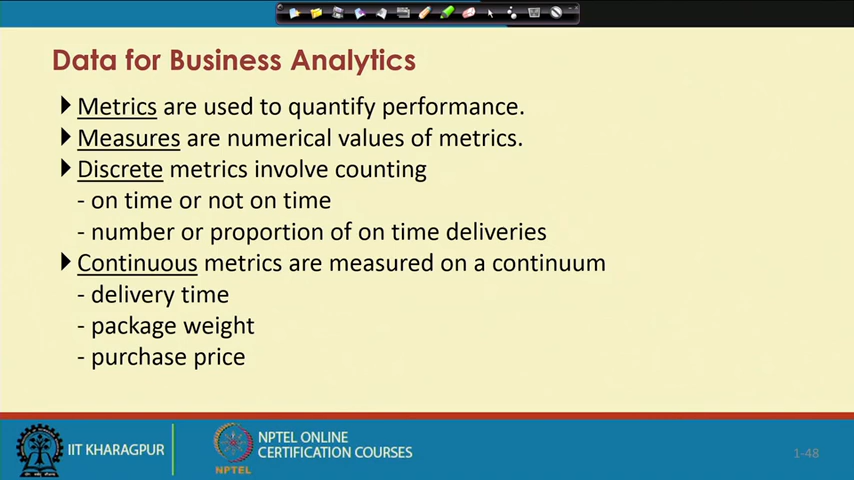 Data for Business Analytics
Metrics are used to quantify performance.
Measures are numerical values of metrics.
Discrete metrics involve counting
- on time or not on time
- number or proportion of on time deliveries
Continuous metrics are measured on a continuum
- delivery time
- package weight
- purchase price
IIT KHARAGPUR
NPTEL
NPTEL ONLINE
CERTIFICATION COURSES
1-48